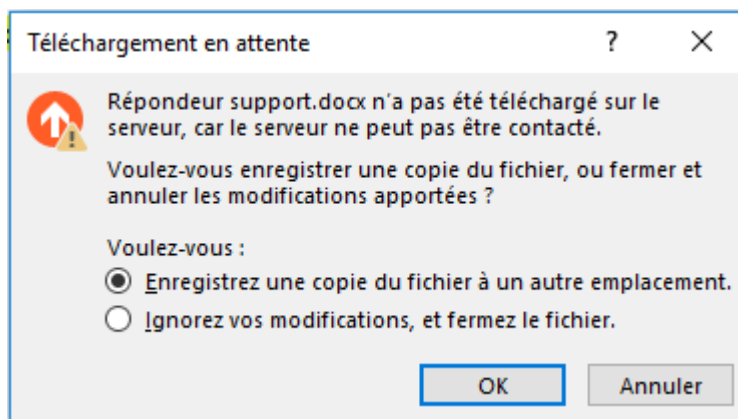 Téléchargement en attente
Répondeur support.docx n'a pas été téléchargé sur le
serveur, car le serveur ne peut pas être contacté.
Voulez-vous enregistrer une copie du fichier, ou fermer et
annuler les modifications apportées ?
Voulez-vous :
Enregistrez une copie du fichier à un autre emplacement.
Ignorez vos modifications, et fermez le fichier.
OK
Annuler